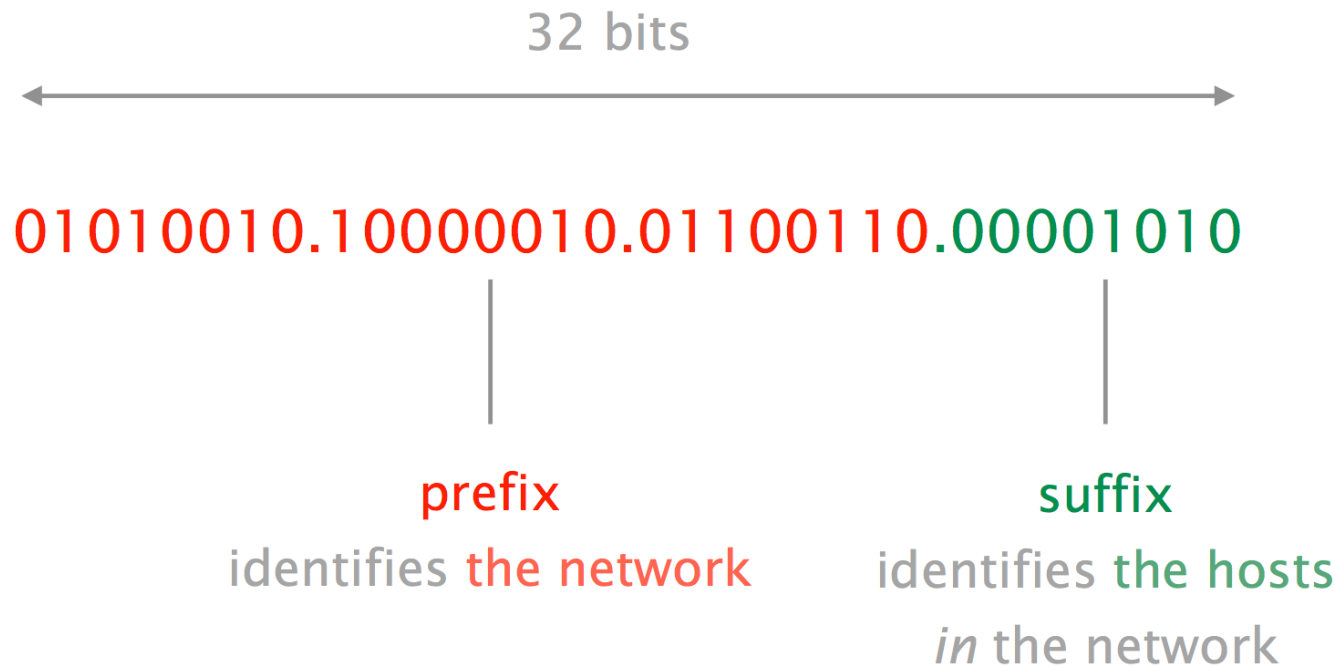 32 bits
01010010.10000010.01100110.00001010
prefix
identifies the network
suffix
identifies the hosts
in the network